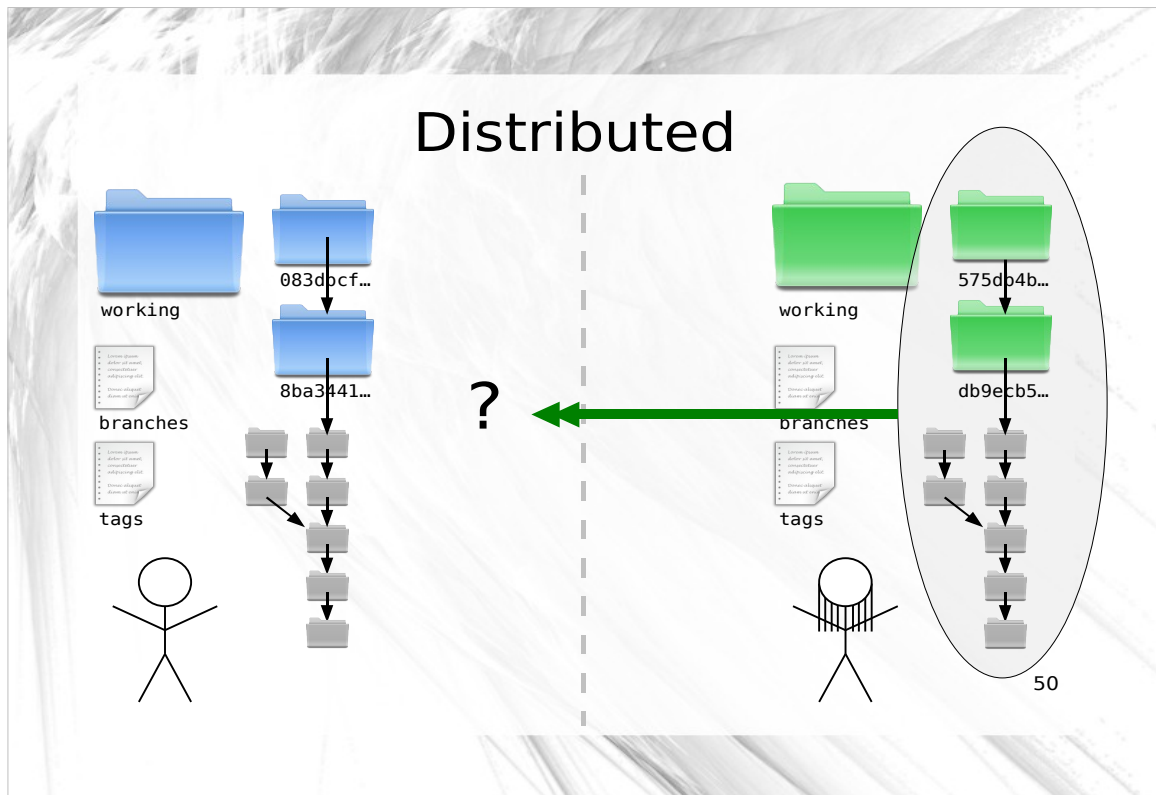 Distributed
083dbcf…
working
8ba3441…
branches
tags
?
575db4b…
working
db9ecb5…
branches
tags
50